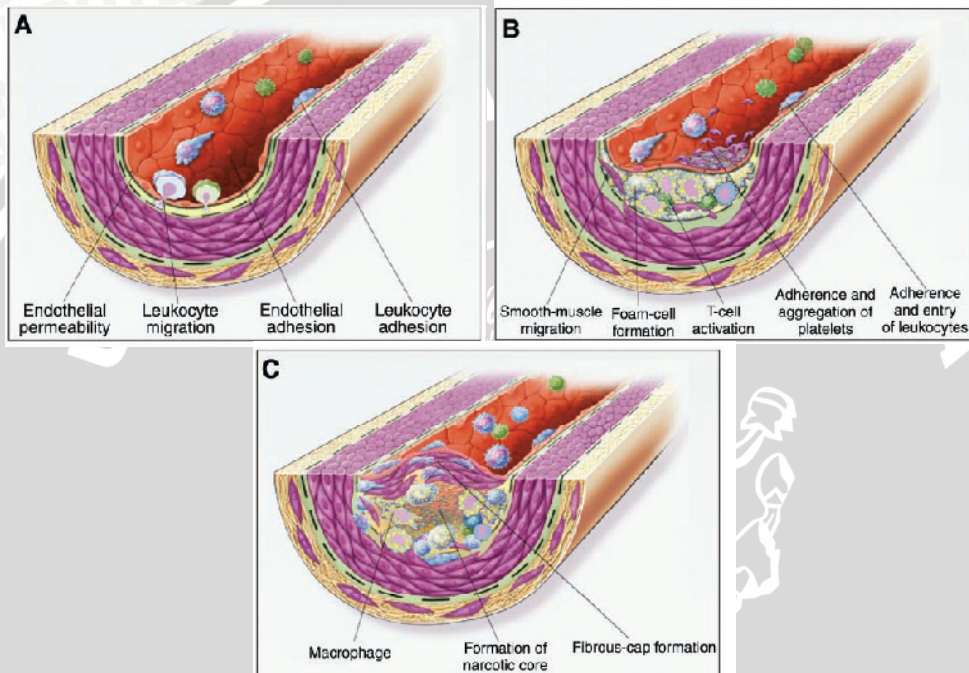 A
Endothelial permeability
Leukocyte migration
Endothelial adhesion
Leukocyte adhesion
B
Smooth-muscle migration
Foam-cell formation
T-cell activation
Adherence and aggregation of platelets
Adherence and entry of leukocytes
C
Macrophage
Formation of narcotic core
Fibrous-cap formation